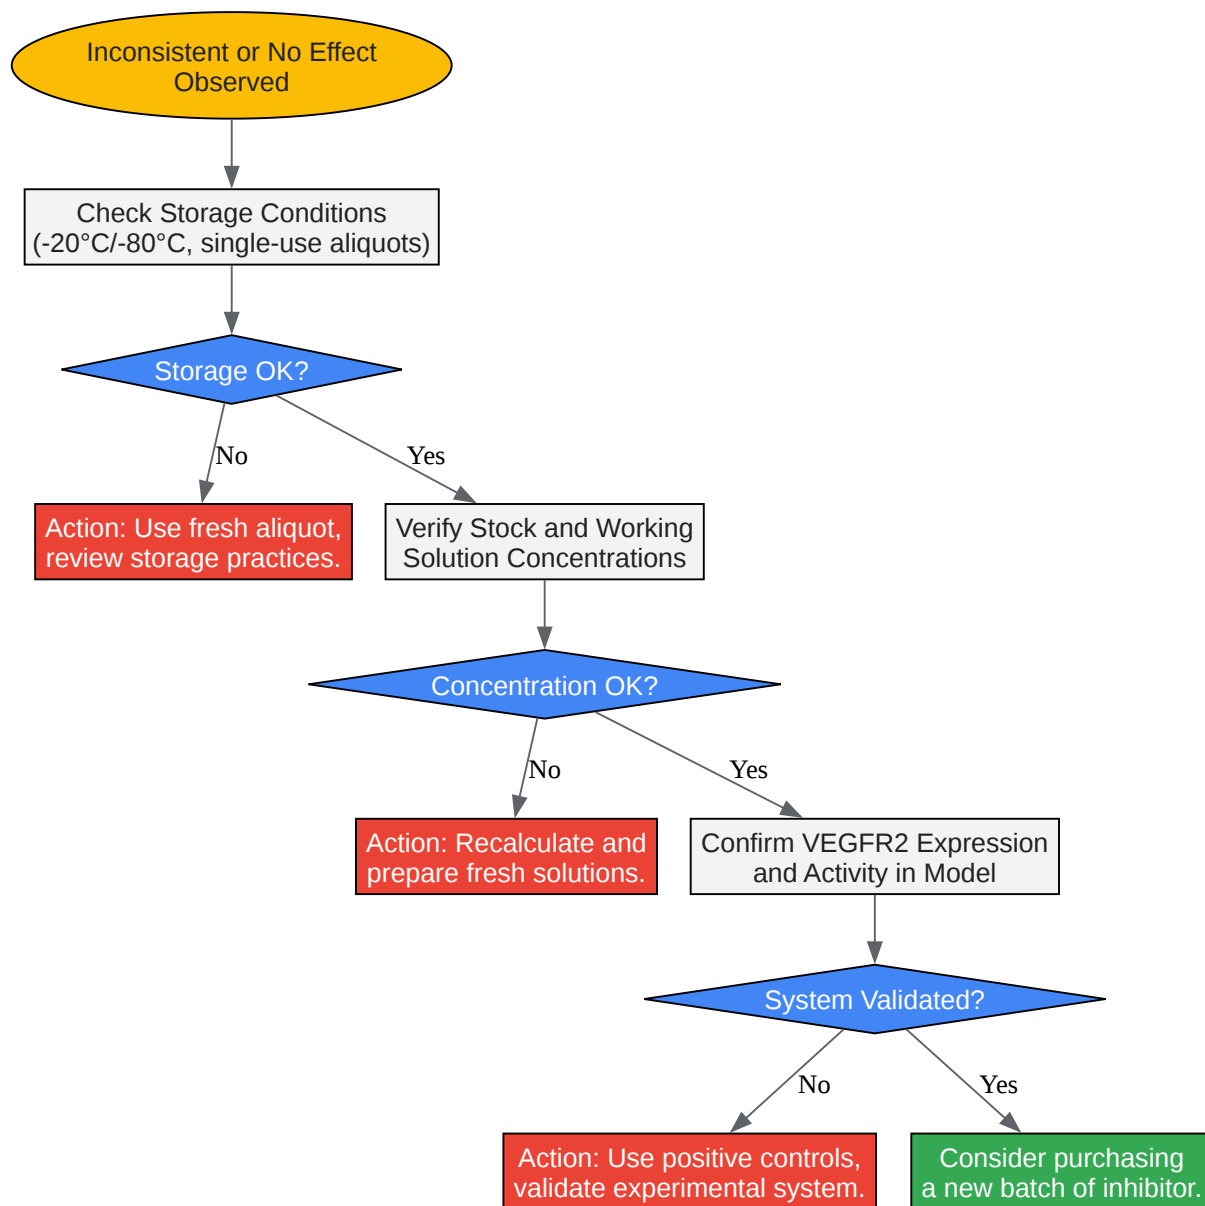 Inconsistent or No Effect
Observed
Check Storage Conditions
(-20°C/-80°C, single-use aliquots)
Storage OK?
No
Yes
Action: Use fresh aliquot,
review storage practices.
Verify Stock and Working
Solution Concentrations
Concentration OK?
No
Yes
Action: Recalculate and
prepare fresh solutions.
Confirm VEGFR2 Expression
and Activity in Model
System Validated?
No
Yes
Action: Use positive controls,
validate experimental system.
Consider purchasing
a new batch of inhibitor.